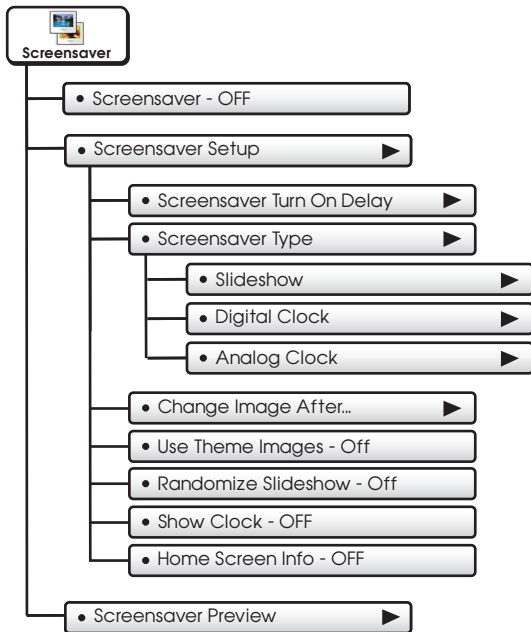 Screensaver
• Screensaver - OFF
• Screensaver Setup
• Screensaver Turn On Delay
• Screensaver Type
• Slideshow
• Digital Clock
• Analog Clock
• Change Image After...
• Use Theme Images - Off
• Randomize Slideshow - Off
• Show Clock - OFF
• Home Screen Info - OFF
• Screensaver Preview